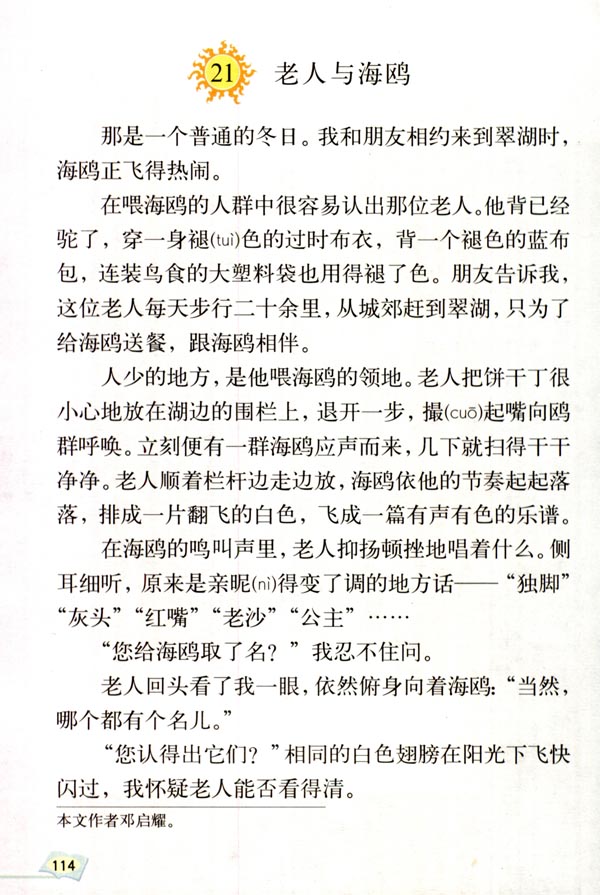 21 老人与海鸥
那是一个普通的冬日。我和朋友相约来到翠湖时，
海鸥正飞得热闹。
在喂海鸥的人群中很容易认出那位老人。他背已经
驼了，穿一身褪(tuì)色的过时布衣，背一个褪色的蓝布
包，连装鸟食的大塑料袋也用得褪了色。朋友告诉我，
这位老人每天步行二十余里，从城郊赶到翠湖，只为了
给海鸥送餐，跟海鸥相伴。
人少的地方，是他喂海鸥的领地。老人把饼干丁很
小心地放在湖边的围栏上，退开一步，撮(cuō)起嘴向鸥
群呼唤。立刻便有一群海鸥应声而来，几下就扫得干干
净净。老人顺着栏杆边走边放，海鸥依他的节奏起起落
落，排成一片翻飞的白色，飞成一篇有声有色的乐谱。
在海鸥的鸣叫声里，老人抑扬顿挫地唱着什么。侧
耳细听，原来是亲昵(nì)得变了调的地方话——“独脚”
“灰头”“红嘴”“老沙”“公主”……
“您给海鸥取了名？”我忍不住问。
老人回头看了我一眼，依然俯身向着海鸥：“当然，
哪个都有个名儿。”
“您认得出它们？”相同的白色翅膀在阳光下飞快
闪过，我怀疑老人能否看得清。
本文作者邓启耀。
114